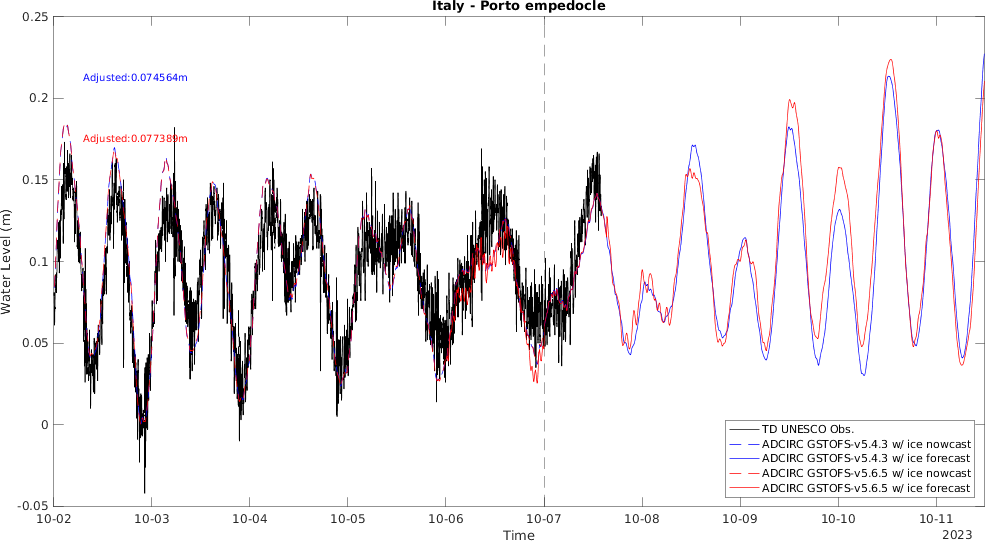 Italy - Porto empedocle
0.25
0.2
0.15
0.1
0.05
0
-0.05
Water Level (m)
Adjusted:0.074564m
Adjusted:0.077389m
TD UNESCO Obs.
ADCIRC GSTOFS-v5.4.3 w/ ice nowcast
ADCIRC GSTOFS-v5.4.3 w/ ice forecast
ADCIRC GSTOFS-v5.6.5 w/ ice nowcast
ADCIRC GSTOFS-v5.6.5 w/ ice forecast
10-02 10-03 10-04 10-05 10-06 10-07 10-08 10-09 10-10 10-11
Time
2023